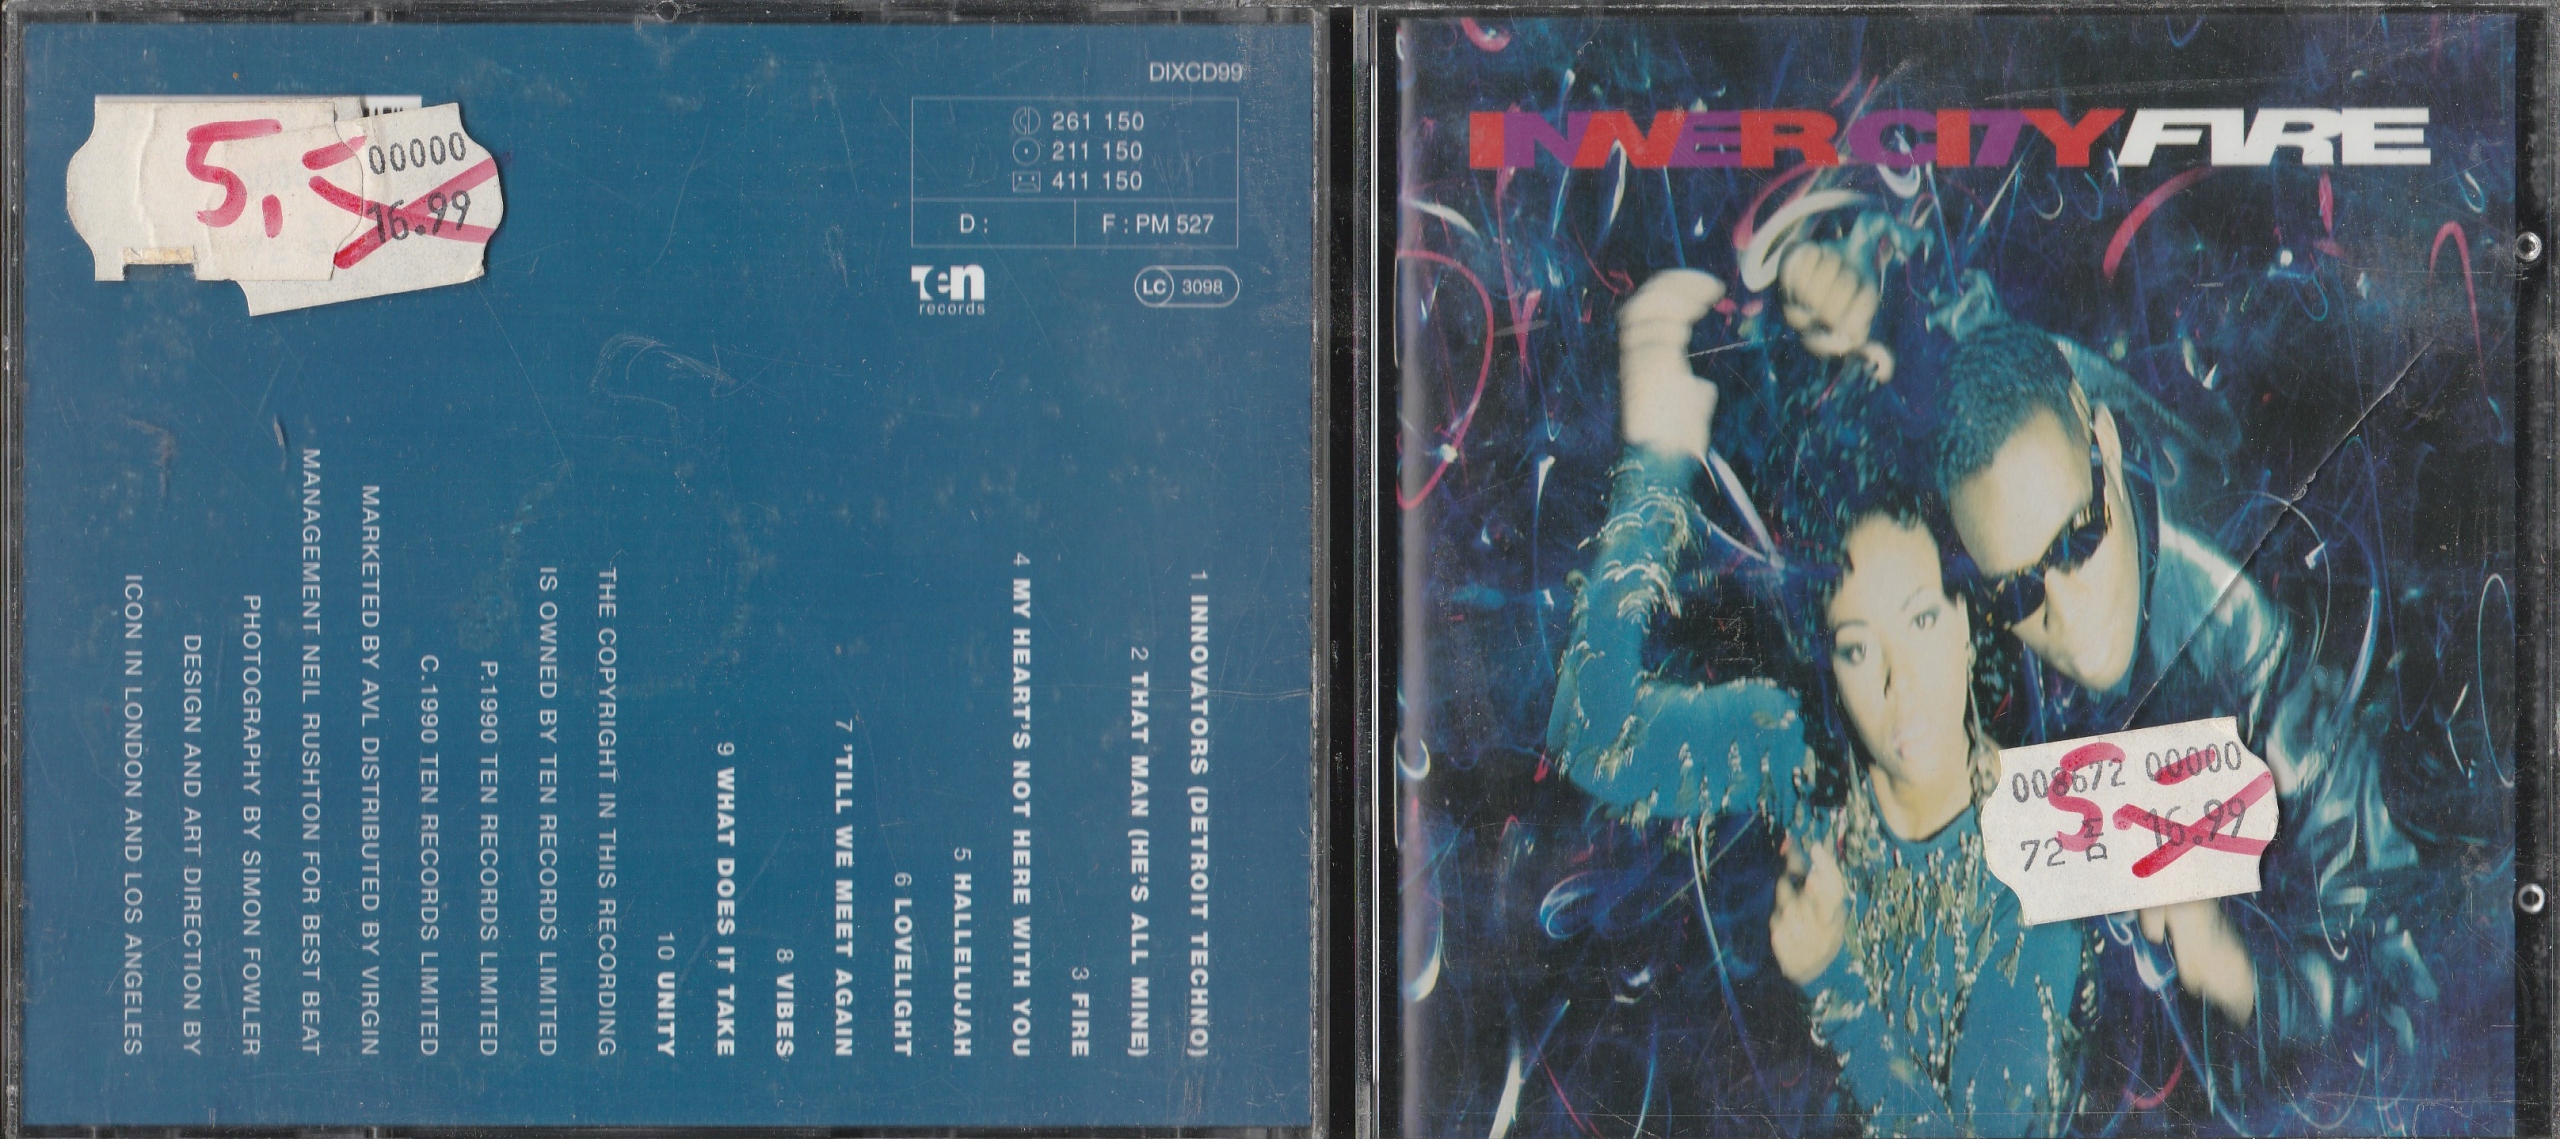 DIXCD99
261 150
211 150
411 150
D :
F : PM 527
ten
records
LC 3098
5.-
00000
16.99
1 INNOVATORS (DETROIT TECHNO)
2 THAT MAN (HE'S ALL MINE)
3 FIRE
4 MY HEART'S NOT HERE WITH YOU
5 HALLELUJAH
6 LOVELIGHT
7 'TILL WE MEET AGAIN
8 VIBES
9 WHAT DOES IT TAKE
10 UNITY
THE COPYRIGHT IN THIS RECORDING
IS OWNED BY TEN RECORDS LIMITED
P.1990 TEN RECORDS LIMITED
C.1990 TEN RECORDS LIMITED
MARKETED BY AVL DISTRIBUTED BY VIRGIN
MANAGEMENT NEIL RUSHTON FOR BEST BEAT
PHOTOGRAPHY BY SIMON FOWLER
DESIGN AND ART DIRECTION BY
ICON IN LONDON AND LOS ANGELES
INNER CITY FIRE
008672 00000
5.-
72 DM 16.99